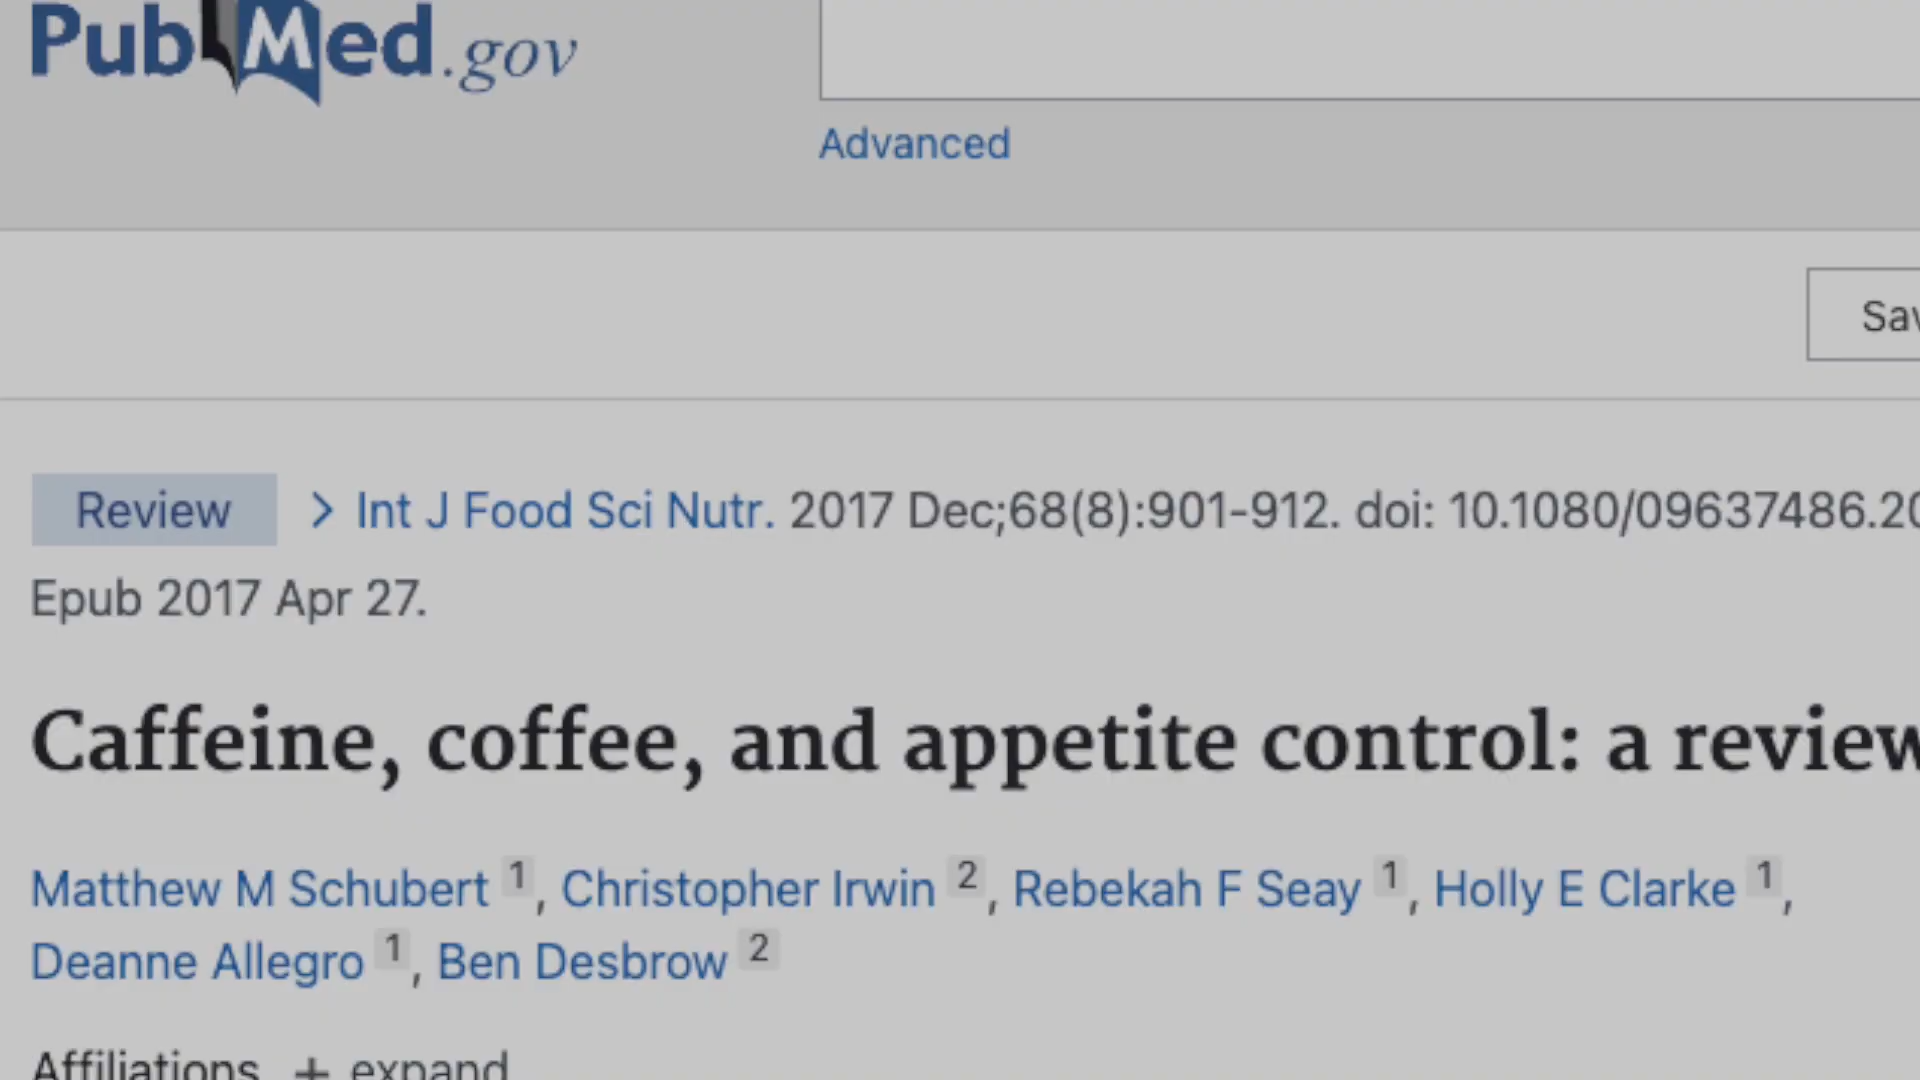 PubMed.gov
Advanced
Review > Int J Food Sci Nutr. 2017 Dec;68(8):901-912. doi: 10.1080/09637486.20
Epub 2017 Apr 27.
Caffeine, coffee, and appetite control: a review
Matthew M Schubert 1, Christopher Irwin 2, Rebekah F Seay 1, Holly E Clarke 1,
Deanne Allegro 1, Ben Desbrow 2
Affiliations + expand